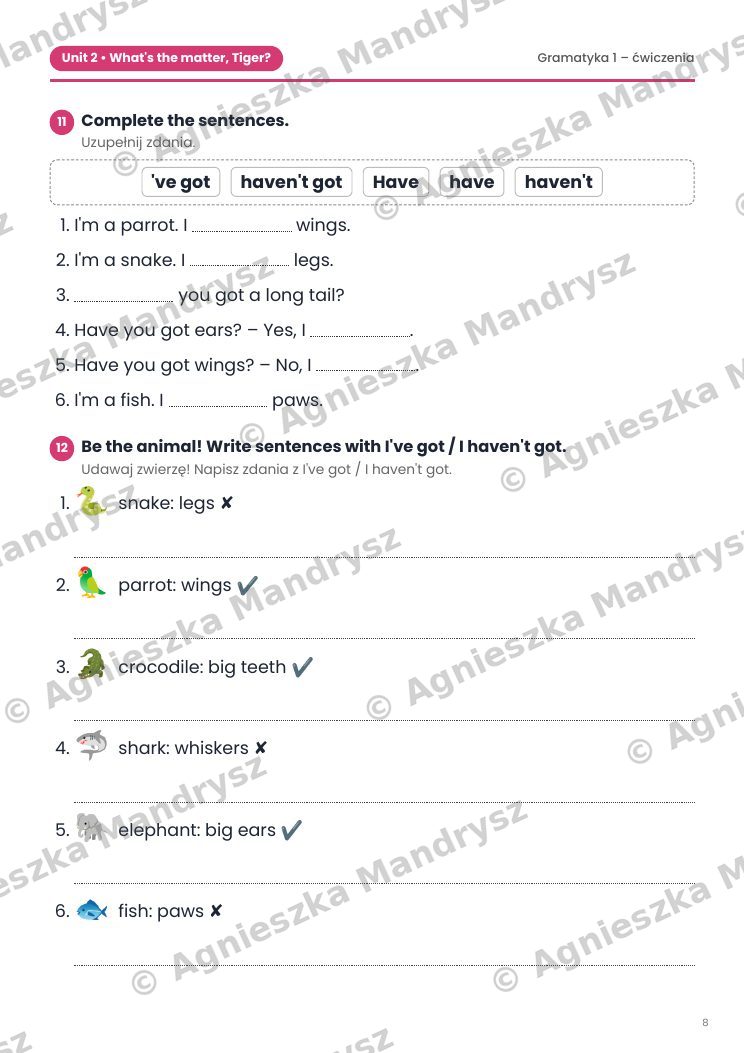 Unit 2 • What's the matter, Tiger?
Gramatyka 1 – ćwiczenia
11 Complete the sentences.
Uzupełnij zdania.
've got haven't got Have have haven't
1. I'm a parrot. I ............ wings.
2. I'm a snake. I ............ legs.
3. ............ you got a long tail?
4. Have you got ears? – Yes, I .............
5. Have you got wings? – No, I .............
6. I'm a fish. I ............ paws.
12 Be the animal! Write sentences with I've got / I haven't got.
Udawaj zwierzę! Napisz zdania z I've got / I haven't got.
1. snake: legs ✘
2. parrot: wings ✔
3. crocodile: big teeth ✔
4. shark: whiskers ✘
5. elephant: big ears ✔
6. fish: paws ✘
8
© Agnieszka Mandrysz